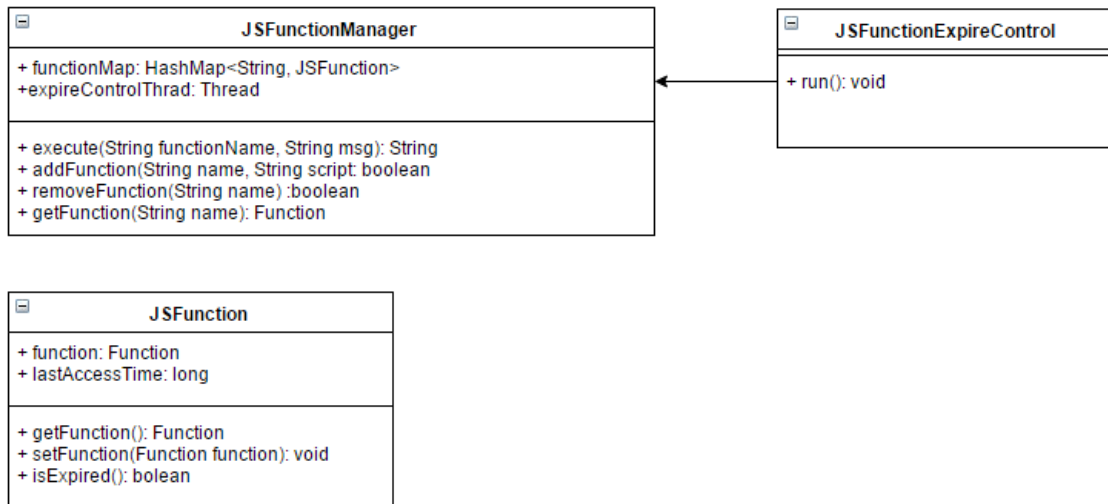 JSFunctionManager
+ functionMap: HashMap<String, JSFunction>
+expireControlThrad: Thread
+ execute(String functionName, String msg): String
+ addFunction(String name, String script: boolean
+ removeFunction(String name) :boolean
+ getFunction(String name): Function
JSFunctionExpireControl
+ run(): void
JSFunction
+ function: Function
+ lastAccessTime: long
+ getFunction(): Function
+ setFunction(Function function): void
+ isExpired(): bolean